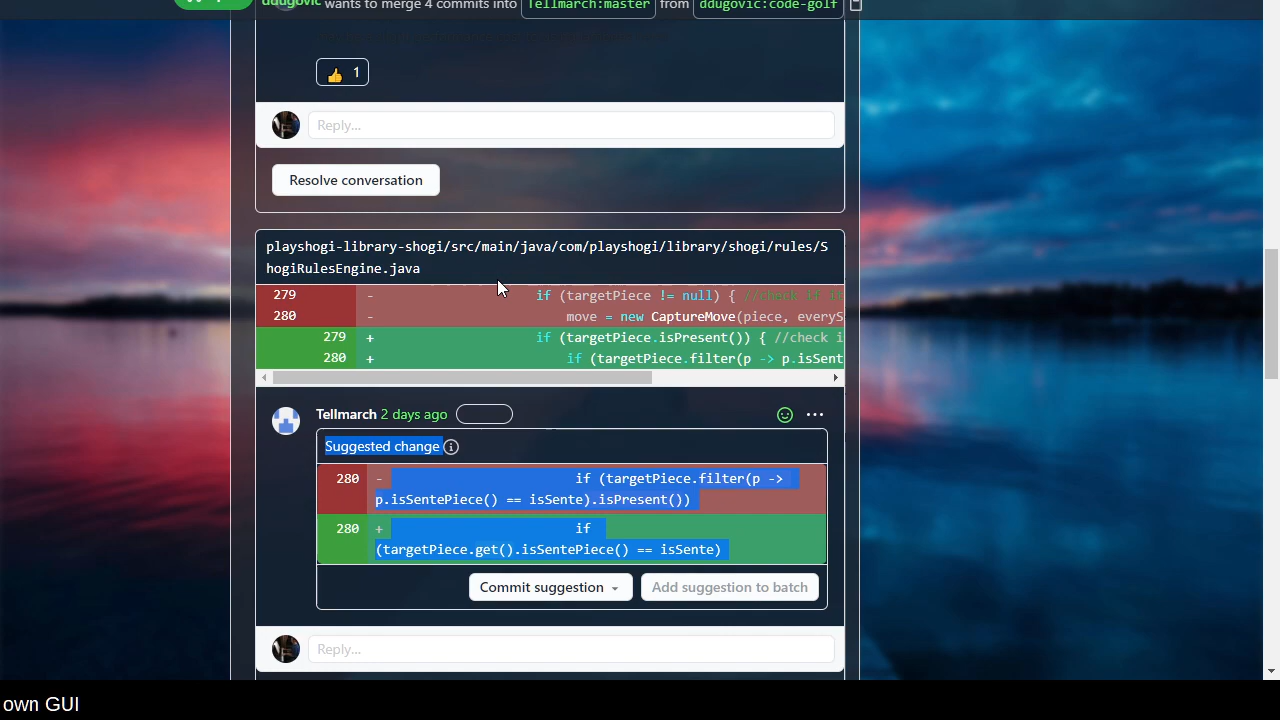 ddugovic wants to merge 4 commits into Tellmarch:master from ddugovic:code-golf
👍 1
Reply...
Resolve conversation
playshogi-library-shogi/src/main/java/com/playshogi/library/shogi/rules/S
hogiRulesEngine.java
279 - if (targetPiece != null) { //check if
280 - move = new CaptureMove(piece, everyS
279 + if (targetPiece.isPresent()) { //check i
280 + if (targetPiece.filter(p -> p.isSent
Tellmarch 2 days ago
Suggested change
280 - if (targetPiece.filter(p ->
p.isSentePiece() == isSente).isPresent())
280 + if
(targetPiece.get().isSentePiece() == isSente)
Commit suggestion
Add suggestion to batch
Reply...
own GUI